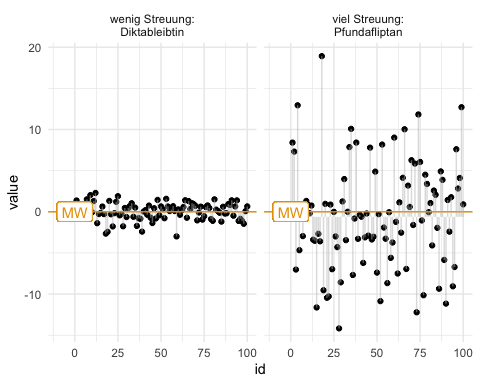 wenig Streuung:
Diktableibtin
viel Streuung:
Pfundafliptan
20
10
0
-10
value
MW
MW
0
25
50
75
100
0
25
50
75
100
id